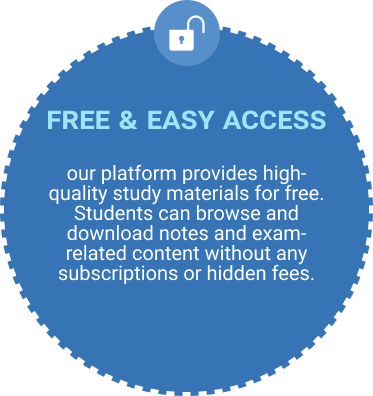 FREE & EASY ACCESS
our platform provides high-
quality study materials for free.
Students can browse and
download notes and exam-
related content without any
subscriptions or hidden fees.